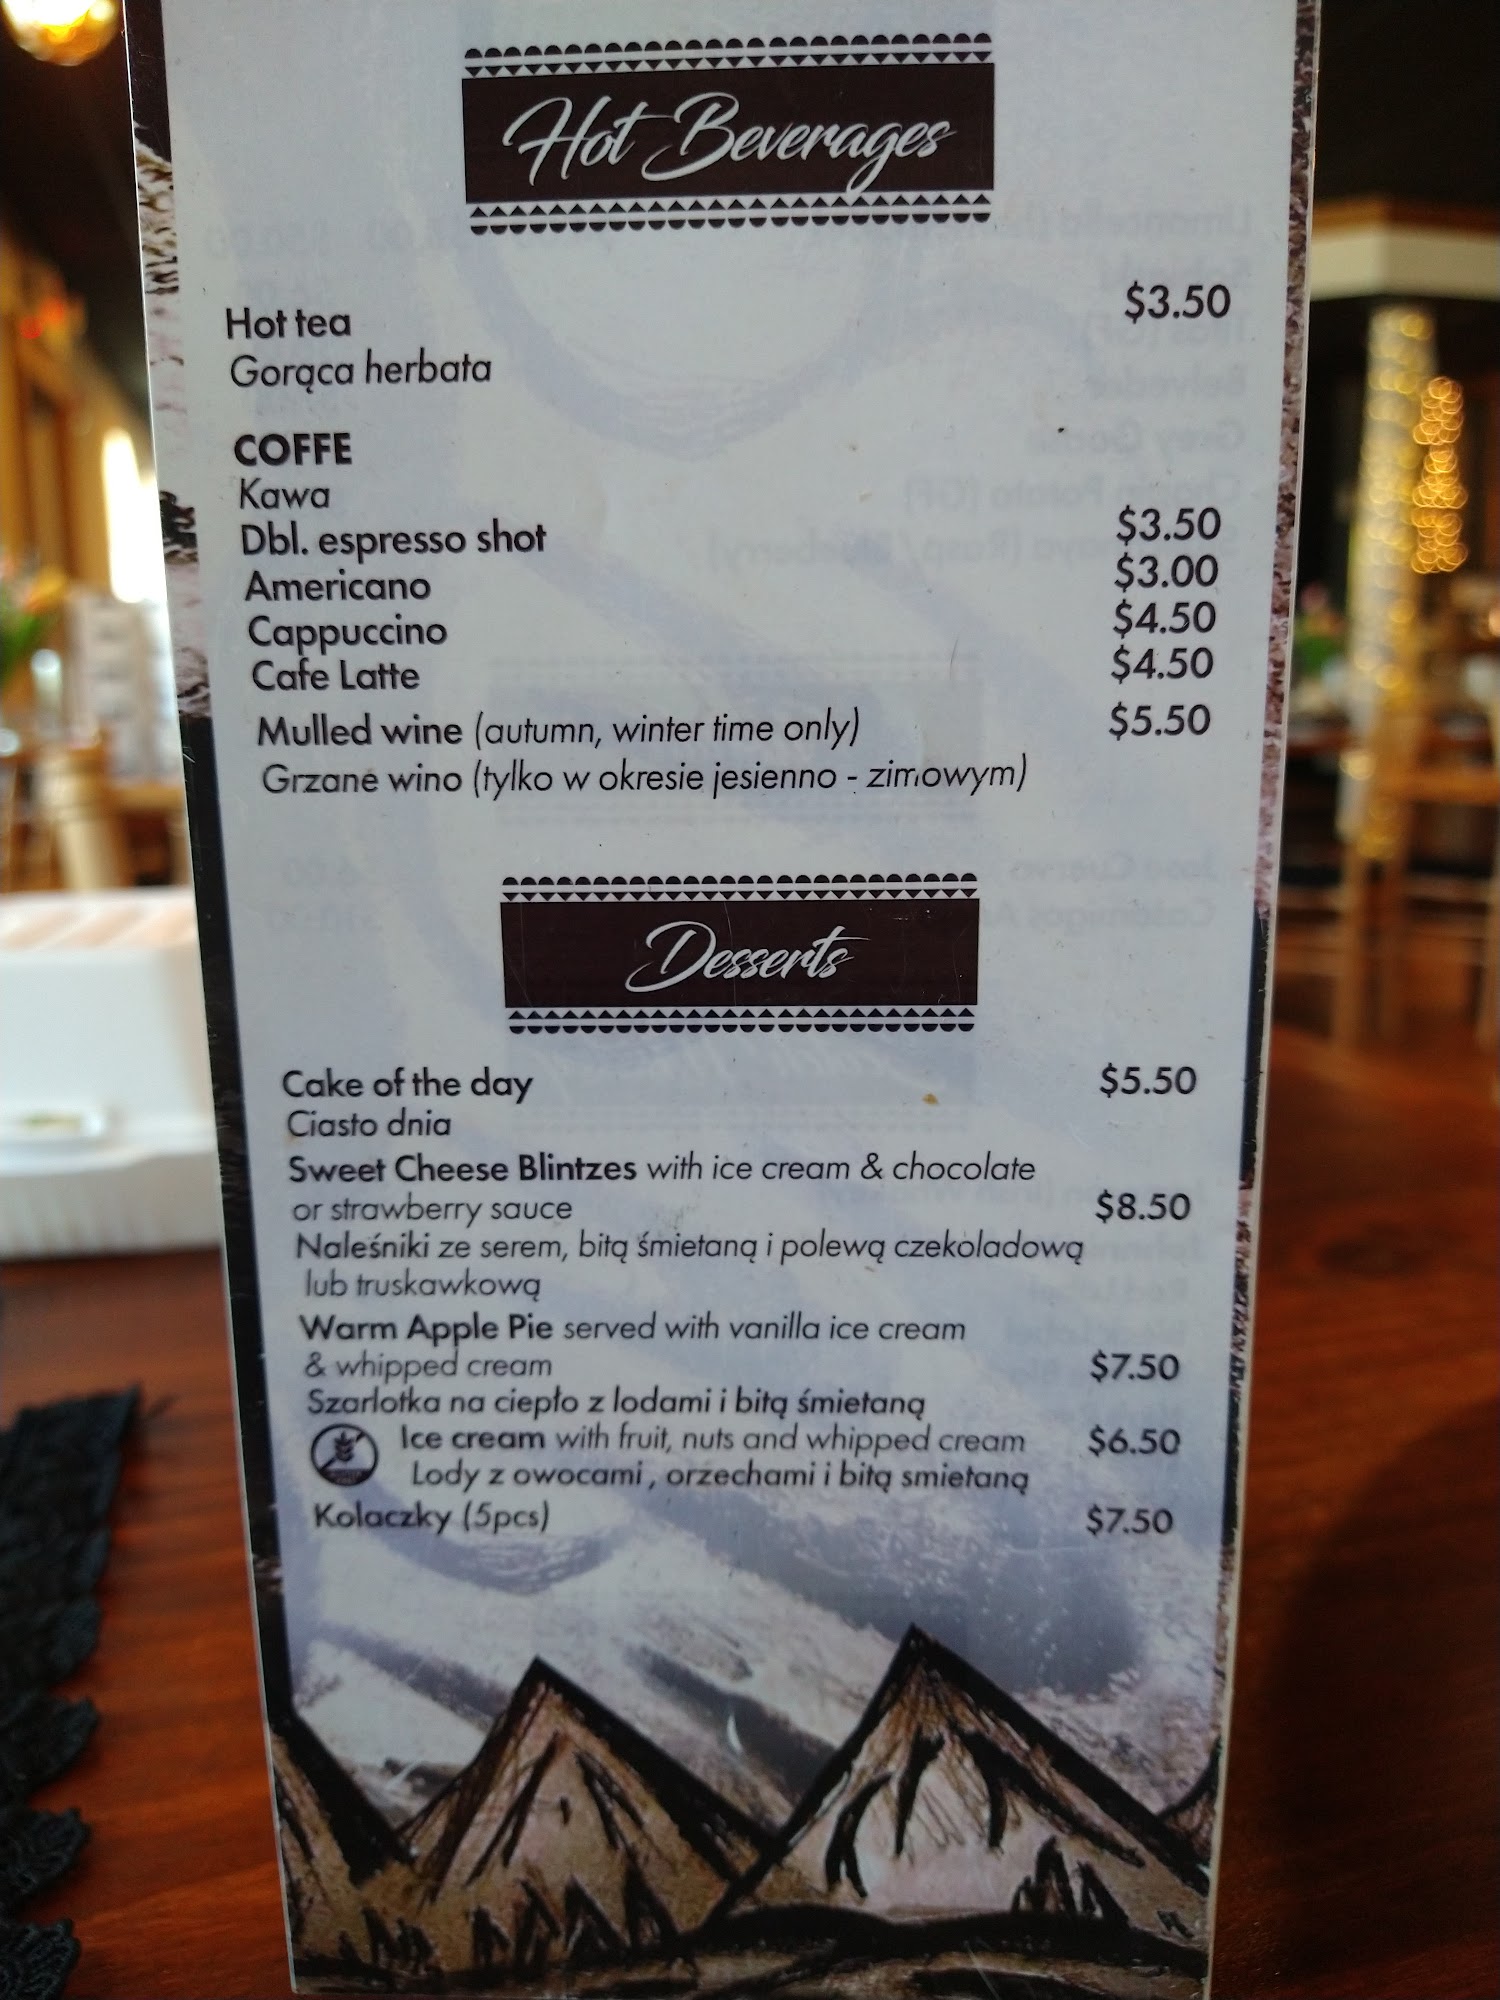 Hot Beverages
Hot tea $3.50
Gorąca herbata
COFFE
Kawa
Dbl. espresso shot $3.50
Americano $3.00
Cappuccino $4.50
Cafe Latte $4.50
Mulled wine (autumn, winter time only) $5.50
Grzane wino (tylko w okresie jesienno - zimowym)
Desserts
Cake of the day $5.50
Ciasto dnia
Sweet Cheese Blintzes with ice cream & chocolate
or strawberry sauce $8.50
Naleśniki ze serem, bitą śmietaną i polewą czekoladową
lub truskawkową
Warm Apple Pie served with vanilla ice cream
& whipped cream $7.50
Szarlotka na ciepło z lodami i bitą śmietaną
Ice cream with fruit, nuts and whipped cream $6.50
Lody z owocami, orzechami i bitą smietaną
Kolaczky (5pcs) $7.50